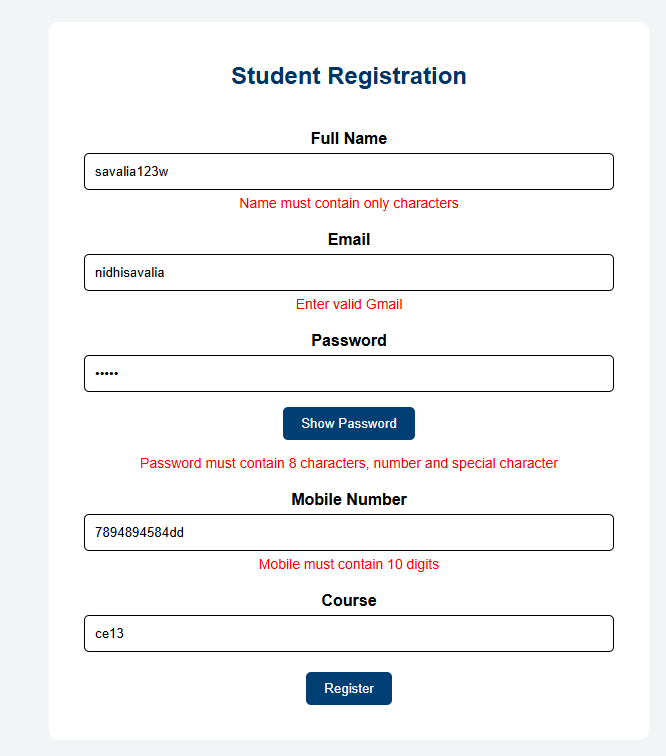 Student Registration
Full Name
savalia123w
Name must contain only characters
Email
nidhisavalia
Enter valid Gmail
Password
•••••
Show Password
Password must contain 8 characters, number and special character
Mobile Number
7894894584dd
Mobile must contain 10 digits
Course
ce13
Register